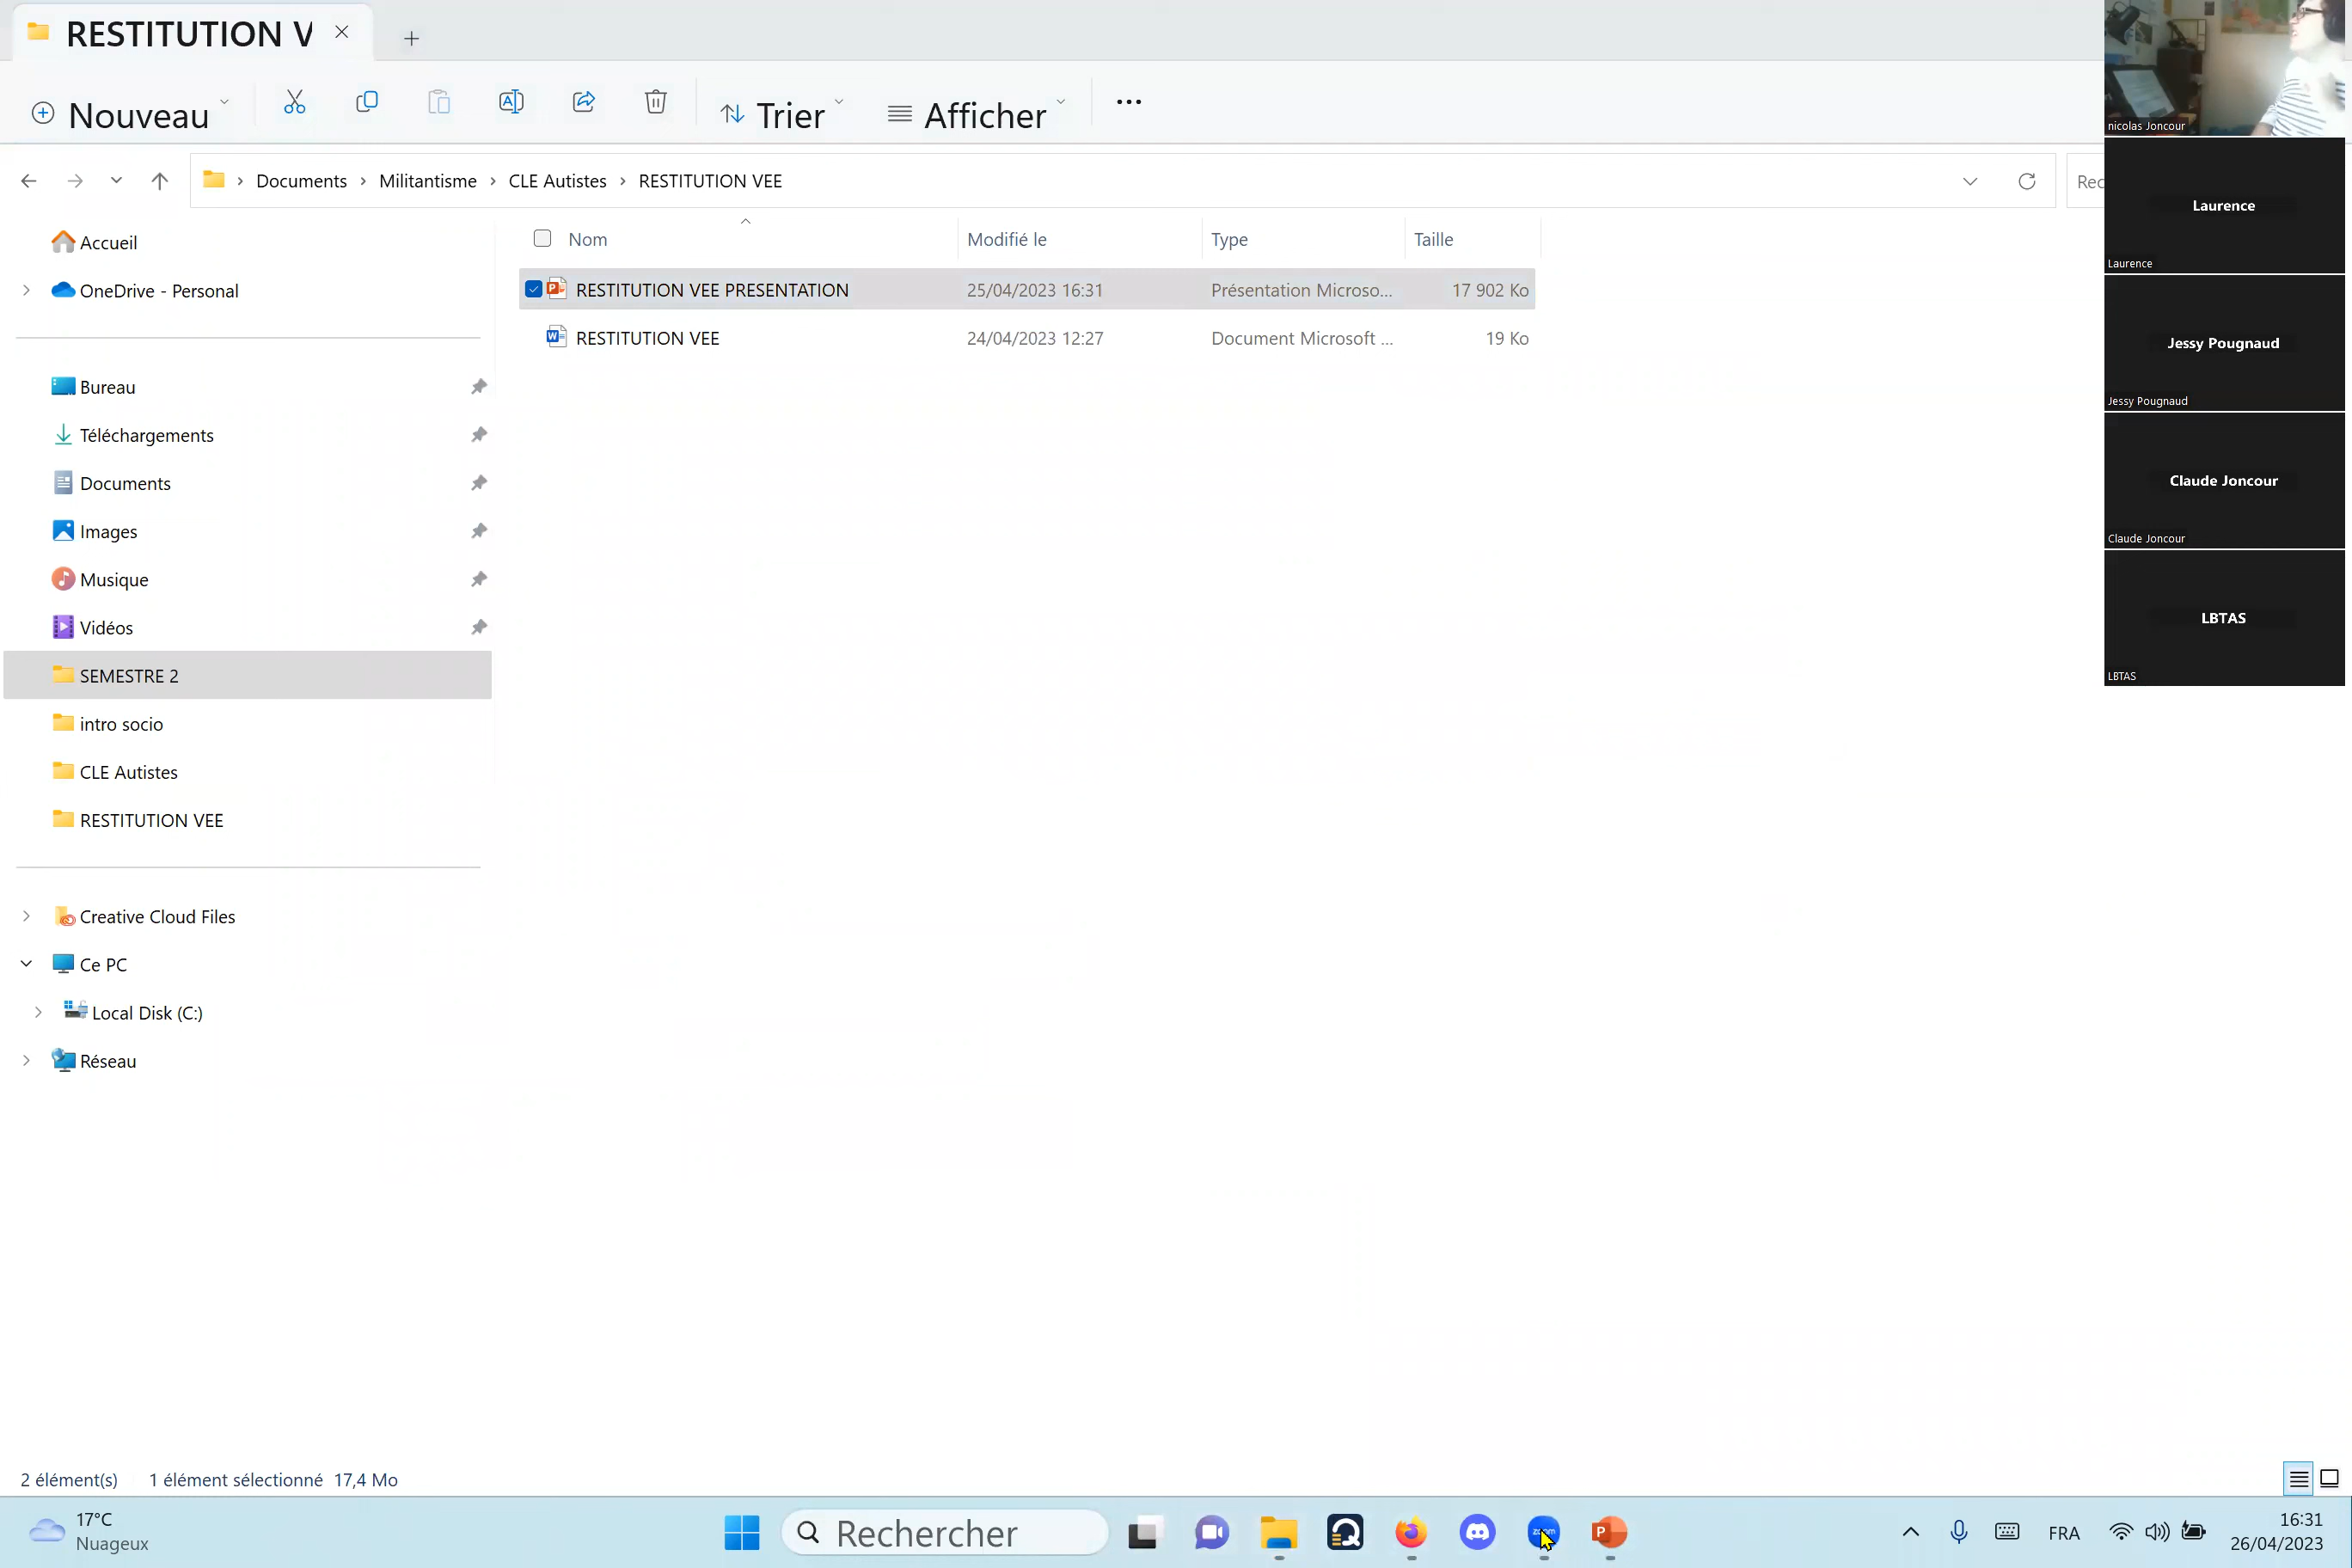 RESTITUTION V
Nouveau
Trier
Afficher
Documents
Militantisme
CLE Autistes
RESTITUTION VEE
Rec
Nom
Modifié le
Type
Taille
RESTITUTION VEE PRESENTATION
25/04/2023 16:31
Présentation Microso...
17 902 Ko
RESTITUTION VEE
24/04/2023 12:27
Document Microsoft ...
19 Ko
Accueil
OneDrive - Personal
Bureau
Téléchargements
Documents
Images
Musique
Vidéos
SEMESTRE 2
intro socio
CLE Autistes
RESTITUTION VEE
Creative Cloud Files
Ce PC
Local Disk (C:)
Réseau
nicolas Joncour
Laurence
Laurence
Jessy Pougnaud
Jessy Pougnaud
Claude Joncour
Claude Joncour
LBTAS
LBTAS
2 élément(s)
1 élément sélectionné 17,4 Mo
17°C
Nuageux
Rechercher
zoom
FRA
16:31
26/04/2023